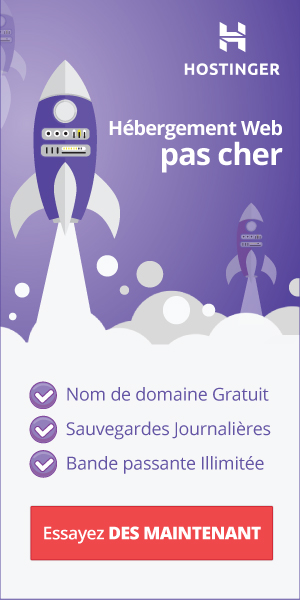 HOSTINGER
Hébergement Web
pas cher
Nom de domaine Gratuit
Sauvegardes Journalières
Bande passante Illimitée
Essayez DES MAINTENANT